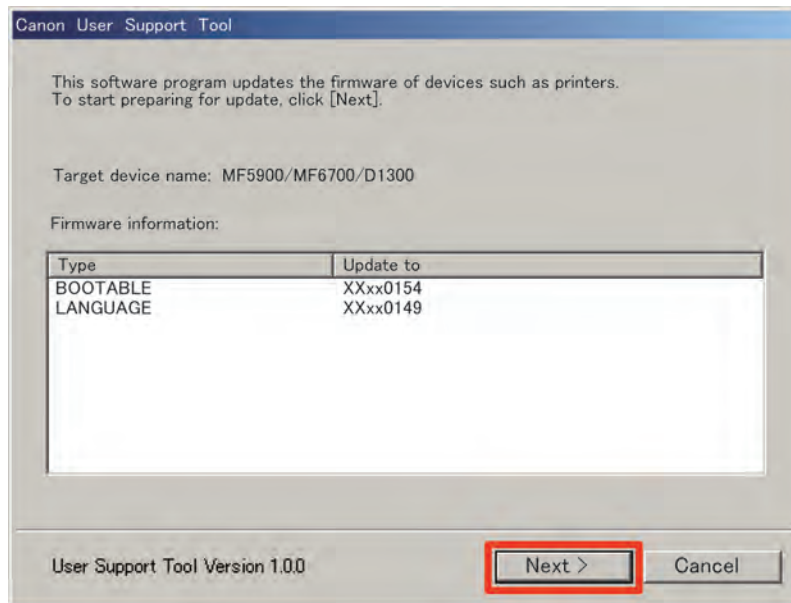 Canon User Support Tool
This software program updates the firmware of devices such as printers.
To start preparing for update, click [Next].
Target device name: MF5900/MF6700/D1300
Firmware information:
Type Update to
BOOTABLE XXxx0154
LANGUAGE XXxx0149
User Support Tool Version 1.0.0 Next > Cancel